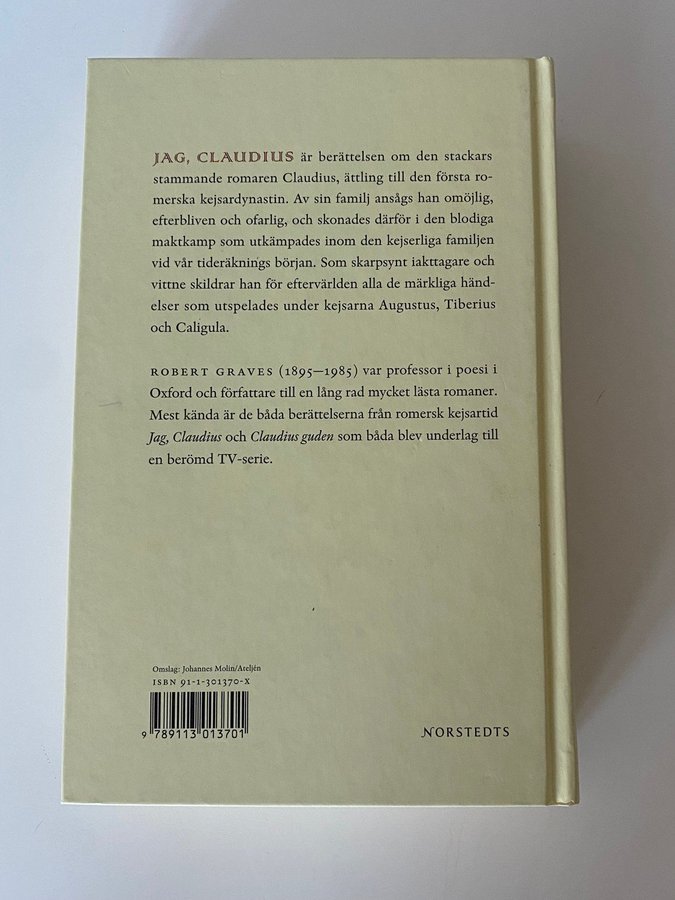 JAG, CLAUDIUS är berättelsen om den stackars
stammande romaren Claudius, ättling till den första ro-
merska kejsardynastin. Av sin familj ansågs han omöjlig,
efterbliven och ofarlig, och skonades därför i den blodiga
maktkamp som utkämpades inom den kejserliga familjen
vid vår tideräknings början. Som skarpsynt iakttagare och
vittne skildrar han för eftervärlden alla de märkliga händ-
elser som utspelades under kejsarna Augustus, Tiberius
och Caligula.
ROBERT GRAVES (1895–1985) var professor i poesi i
Oxford och författare till en lång rad mycket lästa romaner.
Mest kända är de båda berättelserna från romersk kejsartid
Jag, Claudius och Claudius guden som båda blev underlag till
en berömd TV-serie.
Omslag: Johannes Molin/Ateljén
ISBN 91-1-301370-X
9 789113 013701
NORSTEDTS